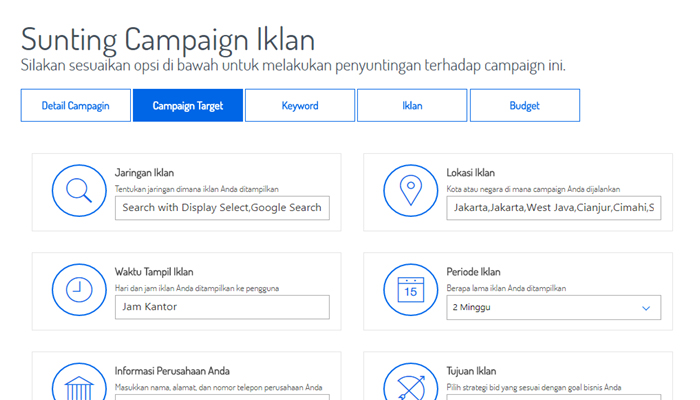 Sunting Campaign Iklan
Silakan sesuaikan opsi di bawah untuk melakukan penyuntingan terhadap campaign ini.
Detail Campagin
Campaign Target
Keyword
Iklan
Budget
Jaringan Iklan
Tentukan jaringan dimana iklan Anda ditampilkan
Search with Display Select,Google Search
Lokasi Iklan
Kota atau negara di mana campaign Anda dijalankan
Jakarta,Jakarta,West Java,Cianjur,Cimahi,S
Waktu Tampil Iklan
Hari dan jam iklan Anda ditampilkan ke pengguna
Jam Kantor
Periode Iklan
Berapa lama iklan Anda ditampilkan
15
2 Minggu
Informasi Perusahaan Anda
Masukkan nama, alamat, dan nomor telepon perusahaan Anda
Tujuan Iklan
Pilih strategi bid yang sesuai dengan goal bisnis Anda